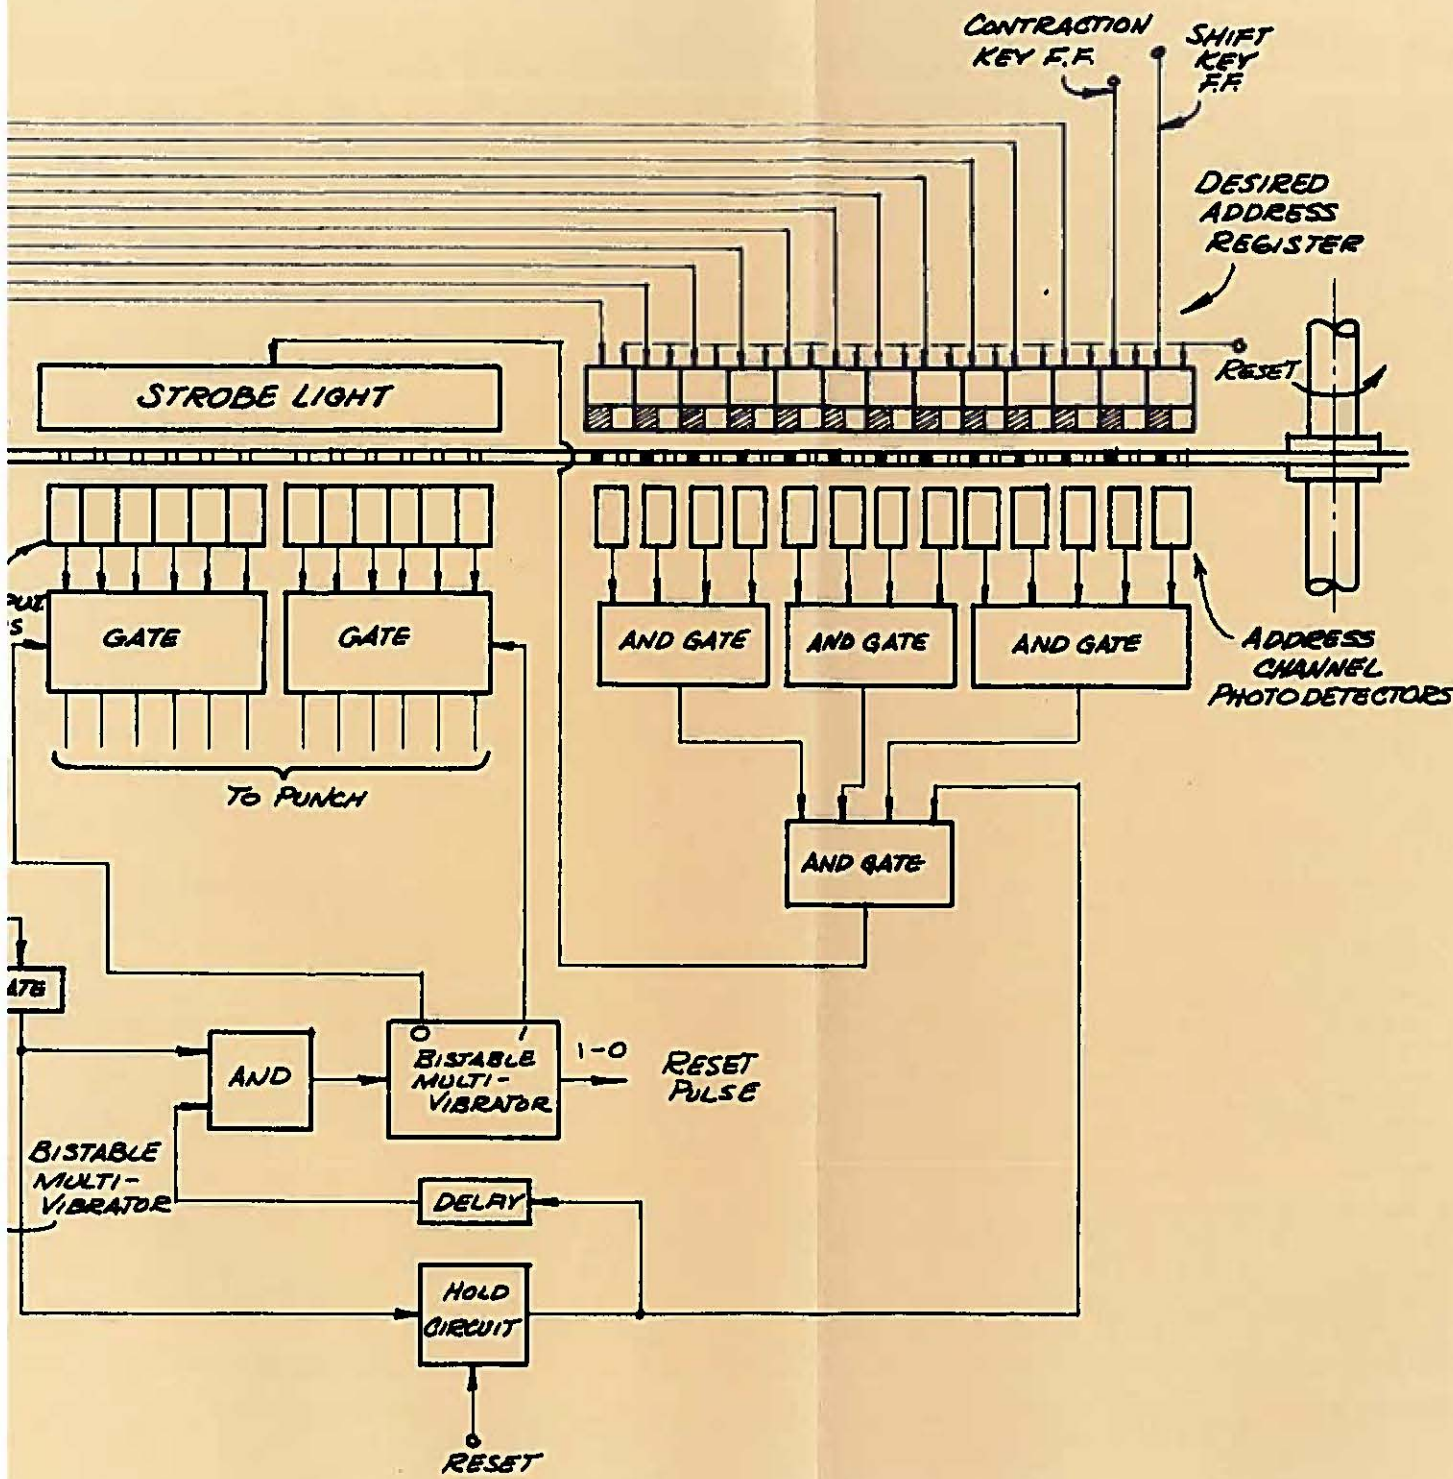 CONTRACTION
KEY F.F.
SHIFT
KEY
F.F.
DESIRED
ADDRESS
REGISTER
RESET
STROBE LIGHT
GATE
GATE
AND GATE
AND GATE
AND GATE
ADDRESS
CHANNEL
PHOTODETECTORS
TO PUNCH
AND GATE
0
1
BISTABLE
MULTI-
VIBRATOR
AND
1-0
RESET
PULSE
BISTABLE
MULTI-
VIBRATOR
DELAY
HOLD
CIRCUIT
RESET